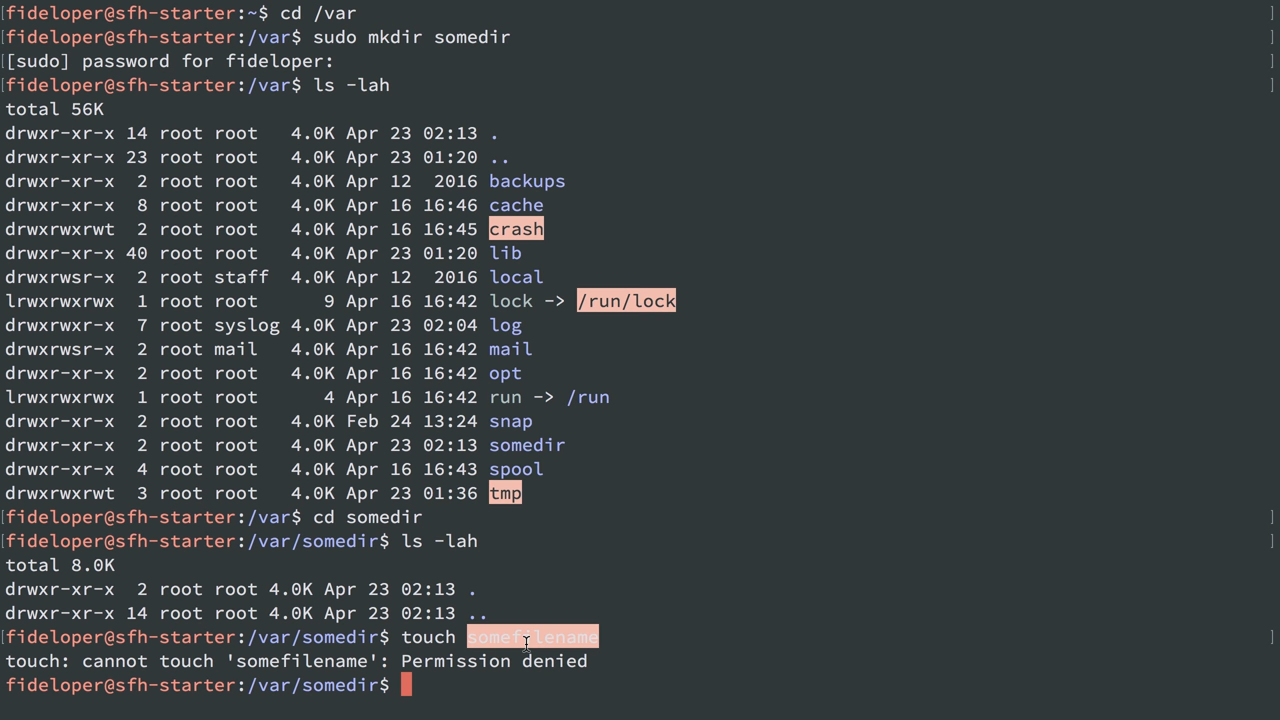 [fideloper@sfh-starter:~$ cd /var ]
[fideloper@sfh-starter:/var$ sudo mkdir somedir ]
[[sudo] password for fideloper: ]
[fideloper@sfh-starter:/var$ ls -lah ]
total 56K
drwxr-xr-x 14 root root   4.0K Apr 23 02:13 .
drwxr-xr-x 23 root root   4.0K Apr 23 01:20 ..
drwxr-xr-x  2 root root   4.0K Apr 12  2016 backups
drwxr-xr-x  8 root root   4.0K Apr 16 16:46 cache
drwxrwxrwt  2 root root   4.0K Apr 16 16:45 crash
drwxr-xr-x 40 root root   4.0K Apr 23 01:20 lib
drwxrwsr-x  2 root staff  4.0K Apr 12  2016 local
lrwxrwxrwx  1 root root      9 Apr 16 16:42 lock -> /run/lock
drwxrwxr-x  7 root syslog 4.0K Apr 23 02:04 log
drwxrwsr-x  2 root mail   4.0K Apr 16 16:42 mail
drwxr-xr-x  2 root root   4.0K Apr 16 16:42 opt
lrwxrwxrwx  1 root root      4 Apr 16 16:42 run -> /run
drwxr-xr-x  2 root root   4.0K Feb 24 13:24 snap
drwxr-xr-x  2 root root   4.0K Apr 23 02:13 somedir
drwxr-xr-x  4 root root   4.0K Apr 16 16:43 spool
drwxrwxrwt  3 root root   4.0K Apr 23 01:36 tmp
[fideloper@sfh-starter:/var$ cd somedir ]
[fideloper@sfh-starter:/var/somedir$ ls -lah ]
total 8.0K
drwxr-xr-x  2 root root 4.0K Apr 23 02:13 .
drwxr-xr-x 14 root root 4.0K Apr 23 02:13 ..
[fideloper@sfh-starter:/var/somedir$ touch somefilename ]
touch: cannot touch 'somefilename': Permission denied
fideloper@sfh-starter:/var/somedir$